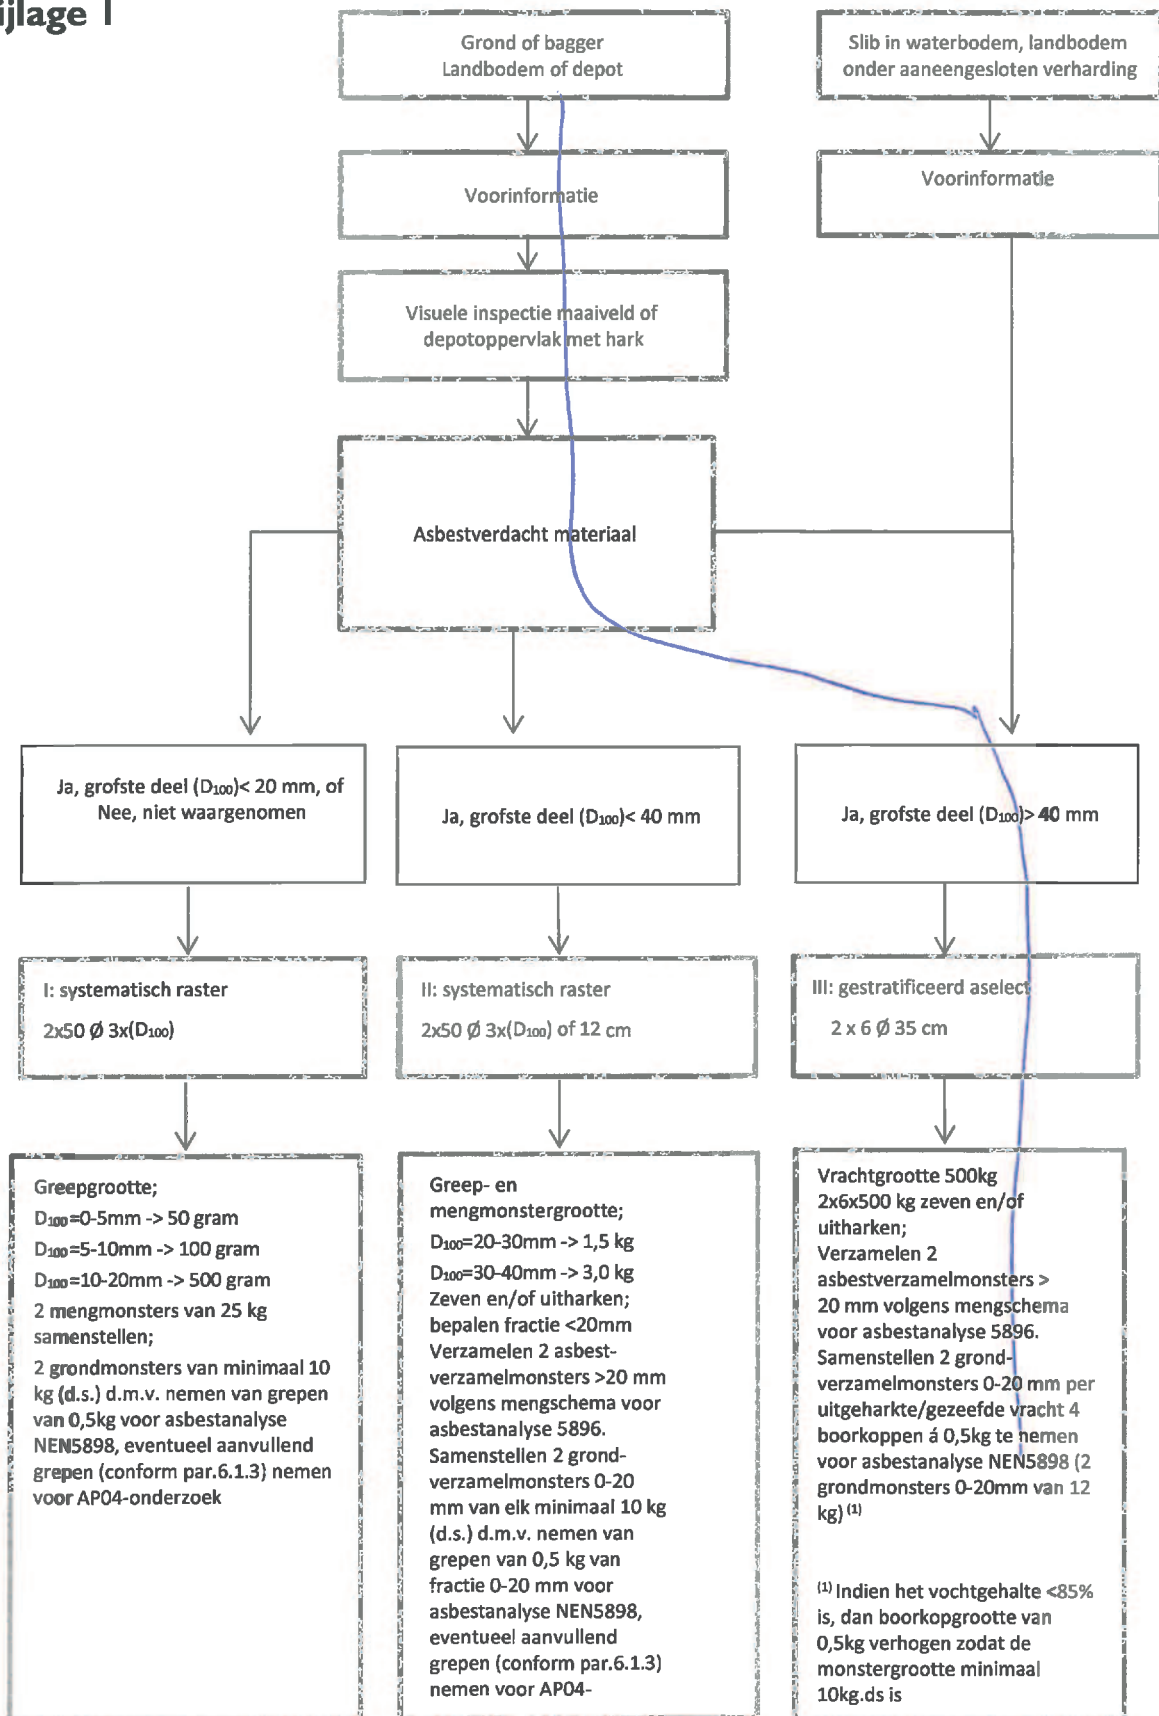 ijlage 1
Grond of bagger
Landbodem of depot
Slib in waterbodem, landbodem
onder aaneengesloten verharding
Voorinformatie
Voorinformatie
Visuele inspectie maaiveld of
depotoppervlak met hark
Asbestverdacht materiaal
Ja, grofste deel (D₁₀₀)< 20 mm, of
Nee, niet waargenomen
Ja, grofste deel (D₁₀₀)< 40 mm
Ja, grofste deel (D₁₀₀)> 40 mm
I: systematisch raster
2x50 Ø 3x(D₁₀₀)
II: systematisch raster
2x50 Ø 3x(D₁₀₀) of 12 cm
III: gestratificeerd aselect
2 x 6 Ø 35 cm
Greepgrootte;
D₁₀₀=0-5mm -> 50 gram
D₁₀₀=5-10mm -> 100 gram
D₁₀₀=10-20mm -> 500 gram
2 mengmonsters van 25 kg
samenstellen;
2 grondmonsters van minimaal 10
kg (d.s.) d.m.v. nemen van grepen
van 0,5kg voor asbestanalyse
NEN5898, eventueel aanvullend
grepen (conform par.6.1.3) nemen
voor AP04-onderzoek
Greep- en
mengmonstergrootte;
D₁₀₀=20-30mm -> 1,5 kg
D₁₀₀=30-40mm -> 3,0 kg
Zeven en/of uitharken;
bepalen fractie <20mm
Verzamelen 2 asbest-
verzamelmonsters >20 mm
volgens mengschema voor
asbestanalyse 5896.
Samenstellen 2 grond-
verzamelmonsters 0-20
mm van elk minimaal 10 kg
(d.s.) d.m.v. nemen van
grepen van 0,5 kg van
fractie 0-20 mm voor
asbestanalyse NEN5898,
eventueel aanvullend
grepen (conform par.6.1.3)
nemen voor AP04-
Vrachtgrootte 500kg
2x6x500 kg zeven en/of
uitharken;
Verzamelen 2
asbestverzamelmonsters >
20 mm volgens mengschema
voor asbestanalyse 5896.
Samenstellen 2 grond-
verzamelmonsters 0-20 mm per
uitgeharkte/gezeefde vracht 4
boorkoppen á 0,5kg te nemen
voor asbestanalyse NEN5898 (2
grondmonsters 0-20mm van 12
kg) ⁽¹⁾
⁽¹⁾ Indien het vochtgehalte <85%
is, dan boorkopgrootte van
0,5kg verhogen zodat de
monstergrootte minimaal
10kg.ds is